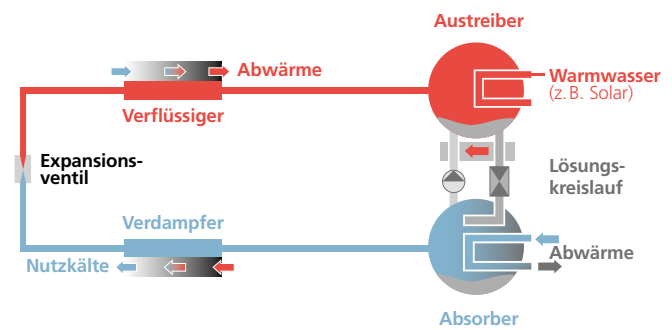 Austreiber
Abwärme
Warmwasser
(z. B. Solar)
Verflüssiger
Expansions-
ventil
Lösungs-
kreislauf
Verdampfer
Nutzkälte
Abwärme
Absorber